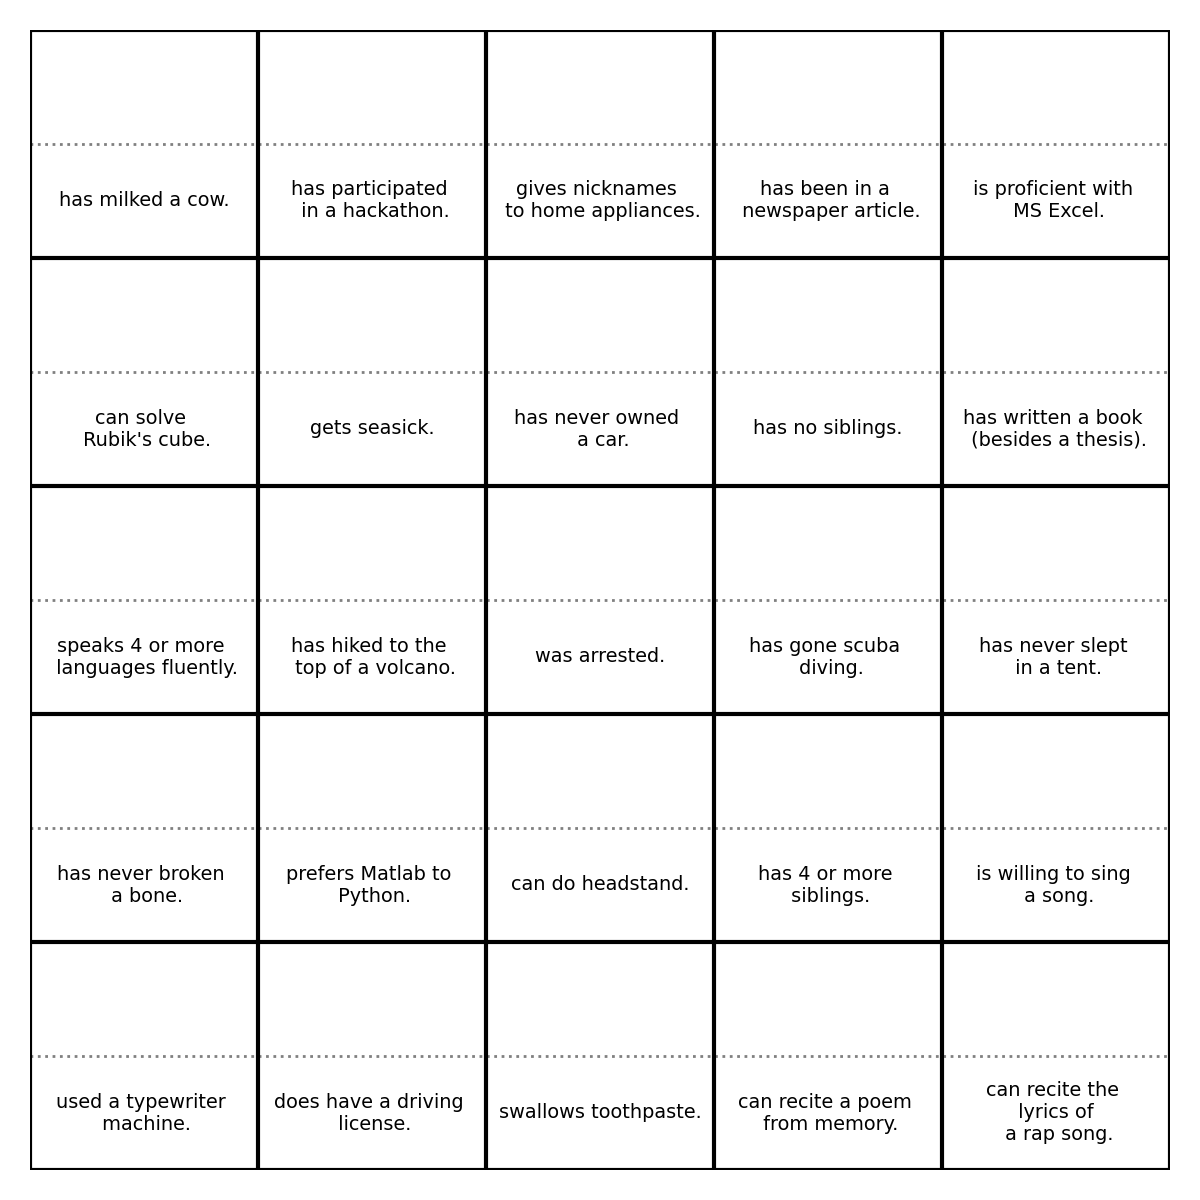 has milked a cow.
has participated
in a hackathon.
gives nicknames
to home appliances.
has been in a
newspaper article.
is proficient with
MS Excel.
can solve
Rubik's cube.
gets seasick.
has never owned
a car.
has no siblings.
has written a book
(besides a thesis).
speaks 4 or more
languages fluently.
has hiked to the
top of a volcano.
was arrested.
has gone scuba
diving.
has never slept
in a tent.
has never broken
a bone.
prefers Matlab to
Python.
can do headstand.
has 4 or more
siblings.
is willing to sing
a song.
used a typewriter
machine.
does have a driving
license.
swallows toothpaste.
can recite a poem
from memory.
can recite the
lyrics of
a rap song.